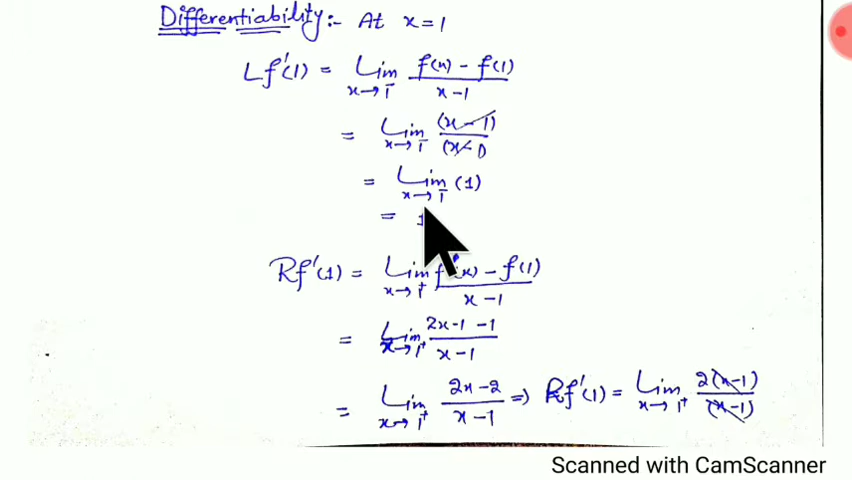 Differentiability:- At x=1
Lf'(1) = Lim x→1⁻ f(x) - f(1) / x-1
= Lim x→1⁻ (x-1) / (x-1)
= Lim x→1⁻ (1)
=
Rf'(1) = Lim x→1⁺ f(x) - f(1) / x-1
= Lim x→1⁺ 2x-1-1 / x-1
= Lim x→1⁺ 2x-2 / x-1 ⇒ Rf'(1) = Lim x→1⁺ 2(x-1) / (x-1)
Scanned with CamScanner